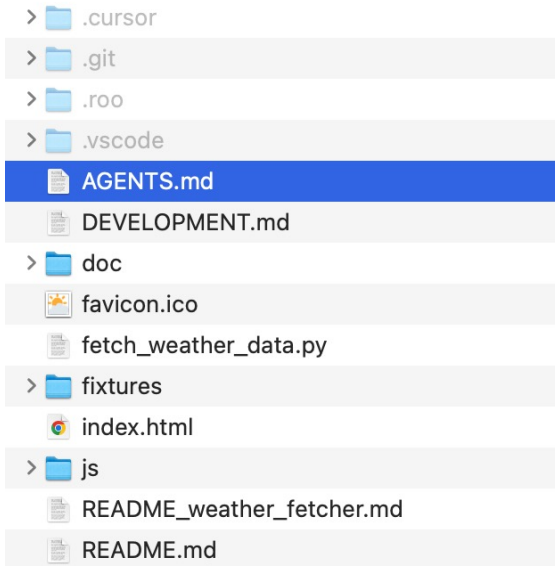 .cursor
.git
.roo
.vscode
AGENTS.md
DEVELOPMENT.md
doc
favicon.ico
fetch_weather_data.py
fixtures
index.html
js
README_weather_fetcher.md
README.md